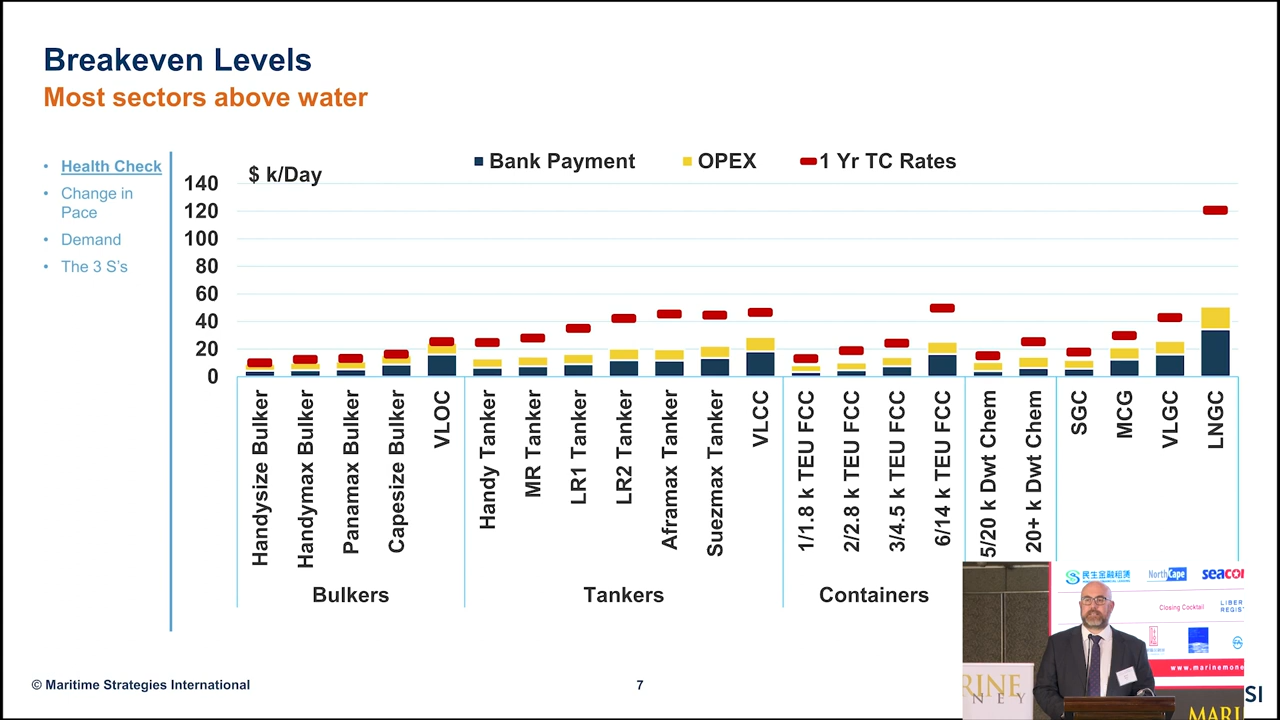 Breakeven Levels
Most sectors above water
• Health Check
• Change in
Pace
• Demand
• The 3 S's
$ k/Day
Bank Payment
OPEX
1 Yr TC Rates
140
120
100
80
60
40
20
0
Handysize Bulker
Handymax Bulker
Panamax Bulker
Capesize Bulker
VLOC
Handy Tanker
MR Tanker
LR1 Tanker
LR2 Tanker
Aframax Tanker
Suezmax Tanker
VLCC
1/1.8 k TEU FCC
2/2.8 k TEU FCC
3/4.5 k TEU FCC
6/14 k TEU FCC
5/20 k Dwt Chem
20+ k Dwt Chem
SGC
MCG
VLGC
LNGC
Bulkers
Tankers
Containers
民生金融租赁
NorthCape
seacor
Closing Cocktail
LIBER
REGIST
www.marinemone
RINE
NEY
MARI
SI
© Maritime Strategies International
7